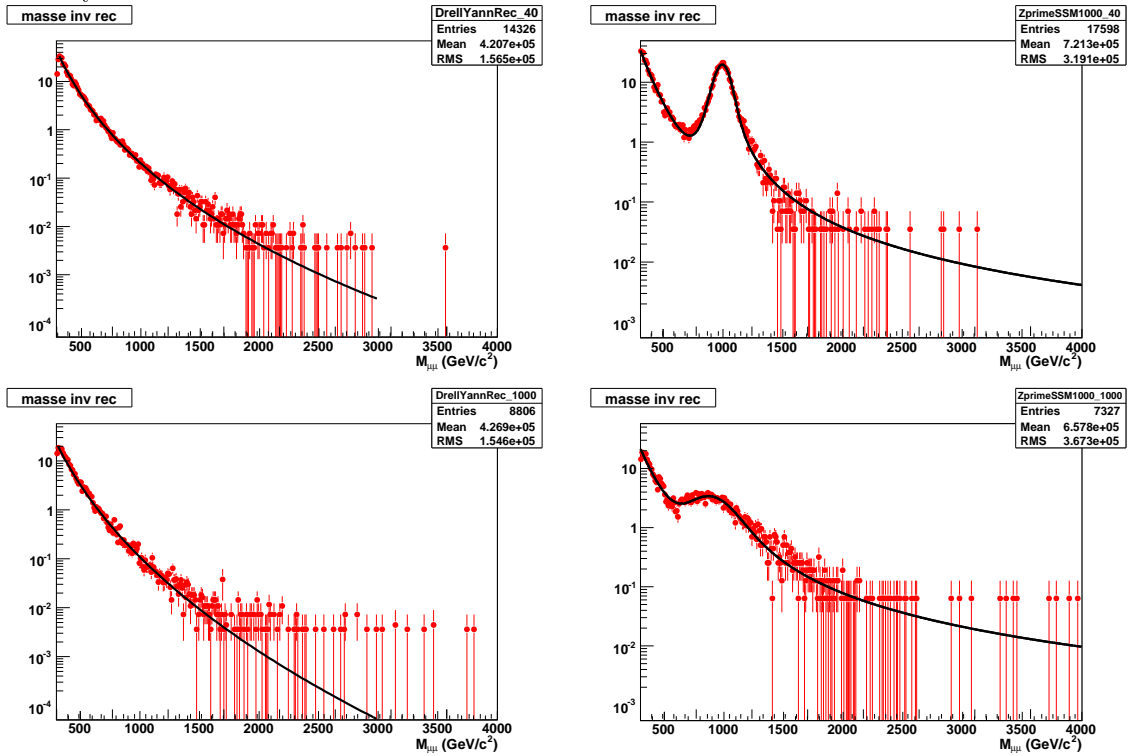 masse inv rec
DrellYannRec_40
Entries 14326
Mean 4.207e+05
RMS 1.565e+05
10
1
10-1
10-2
10-3
10-4
500 1000 1500 2000 2500 3000 3500 4000
Mμμ (GeV/c2)
masse inv rec
ZprimeSSM1000_40
Entries 17598
Mean 7.213e+05
RMS 3.191e+05
10
1
10-1
10-2
10-3
500 1000 1500 2000 2500 3000 3500 4000
Mμμ (GeV/c2)
masse inv rec
DrellYannRec_1000
Entries 8806
Mean 4.269e+05
RMS 1.546e+05
10
1
10-1
10-2
10-3
10-4
500 1000 1500 2000 2500 3000 3500 4000
Mμμ (GeV/c2)
masse inv rec
ZprimeSSM1000_1000
Entries 7327
Mean 6.578e+05
RMS 3.673e+05
10
1
10-1
10-2
10-3
500 1000 1500 2000 2500 3000 3500 4000
Mμμ (GeV/c2)